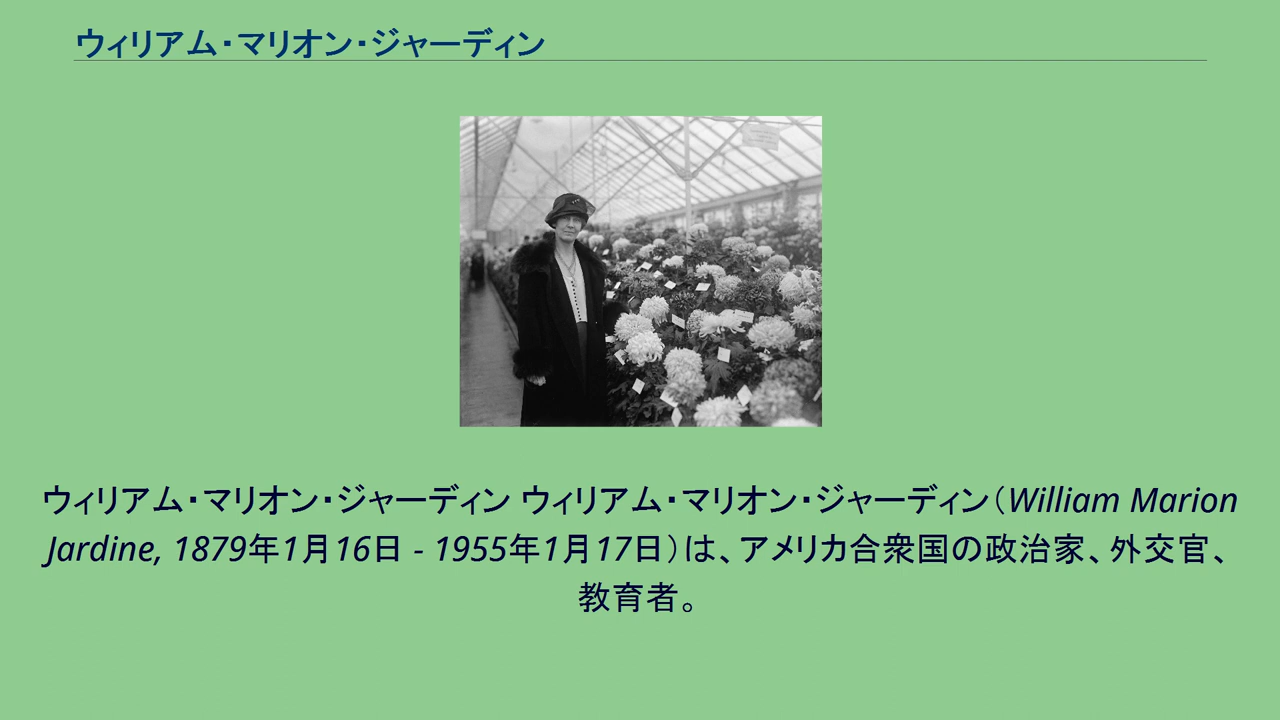 ウィリアム・マリオン・ジャーディン
ウィリアム・マリオン・ジャーディン ウィリアム・マリオン・ジャーディン（William Marion
Jardine, 1879年1月16日 - 1955年1月17日）は、アメリカ合衆国の政治家、外交官、
教育者。